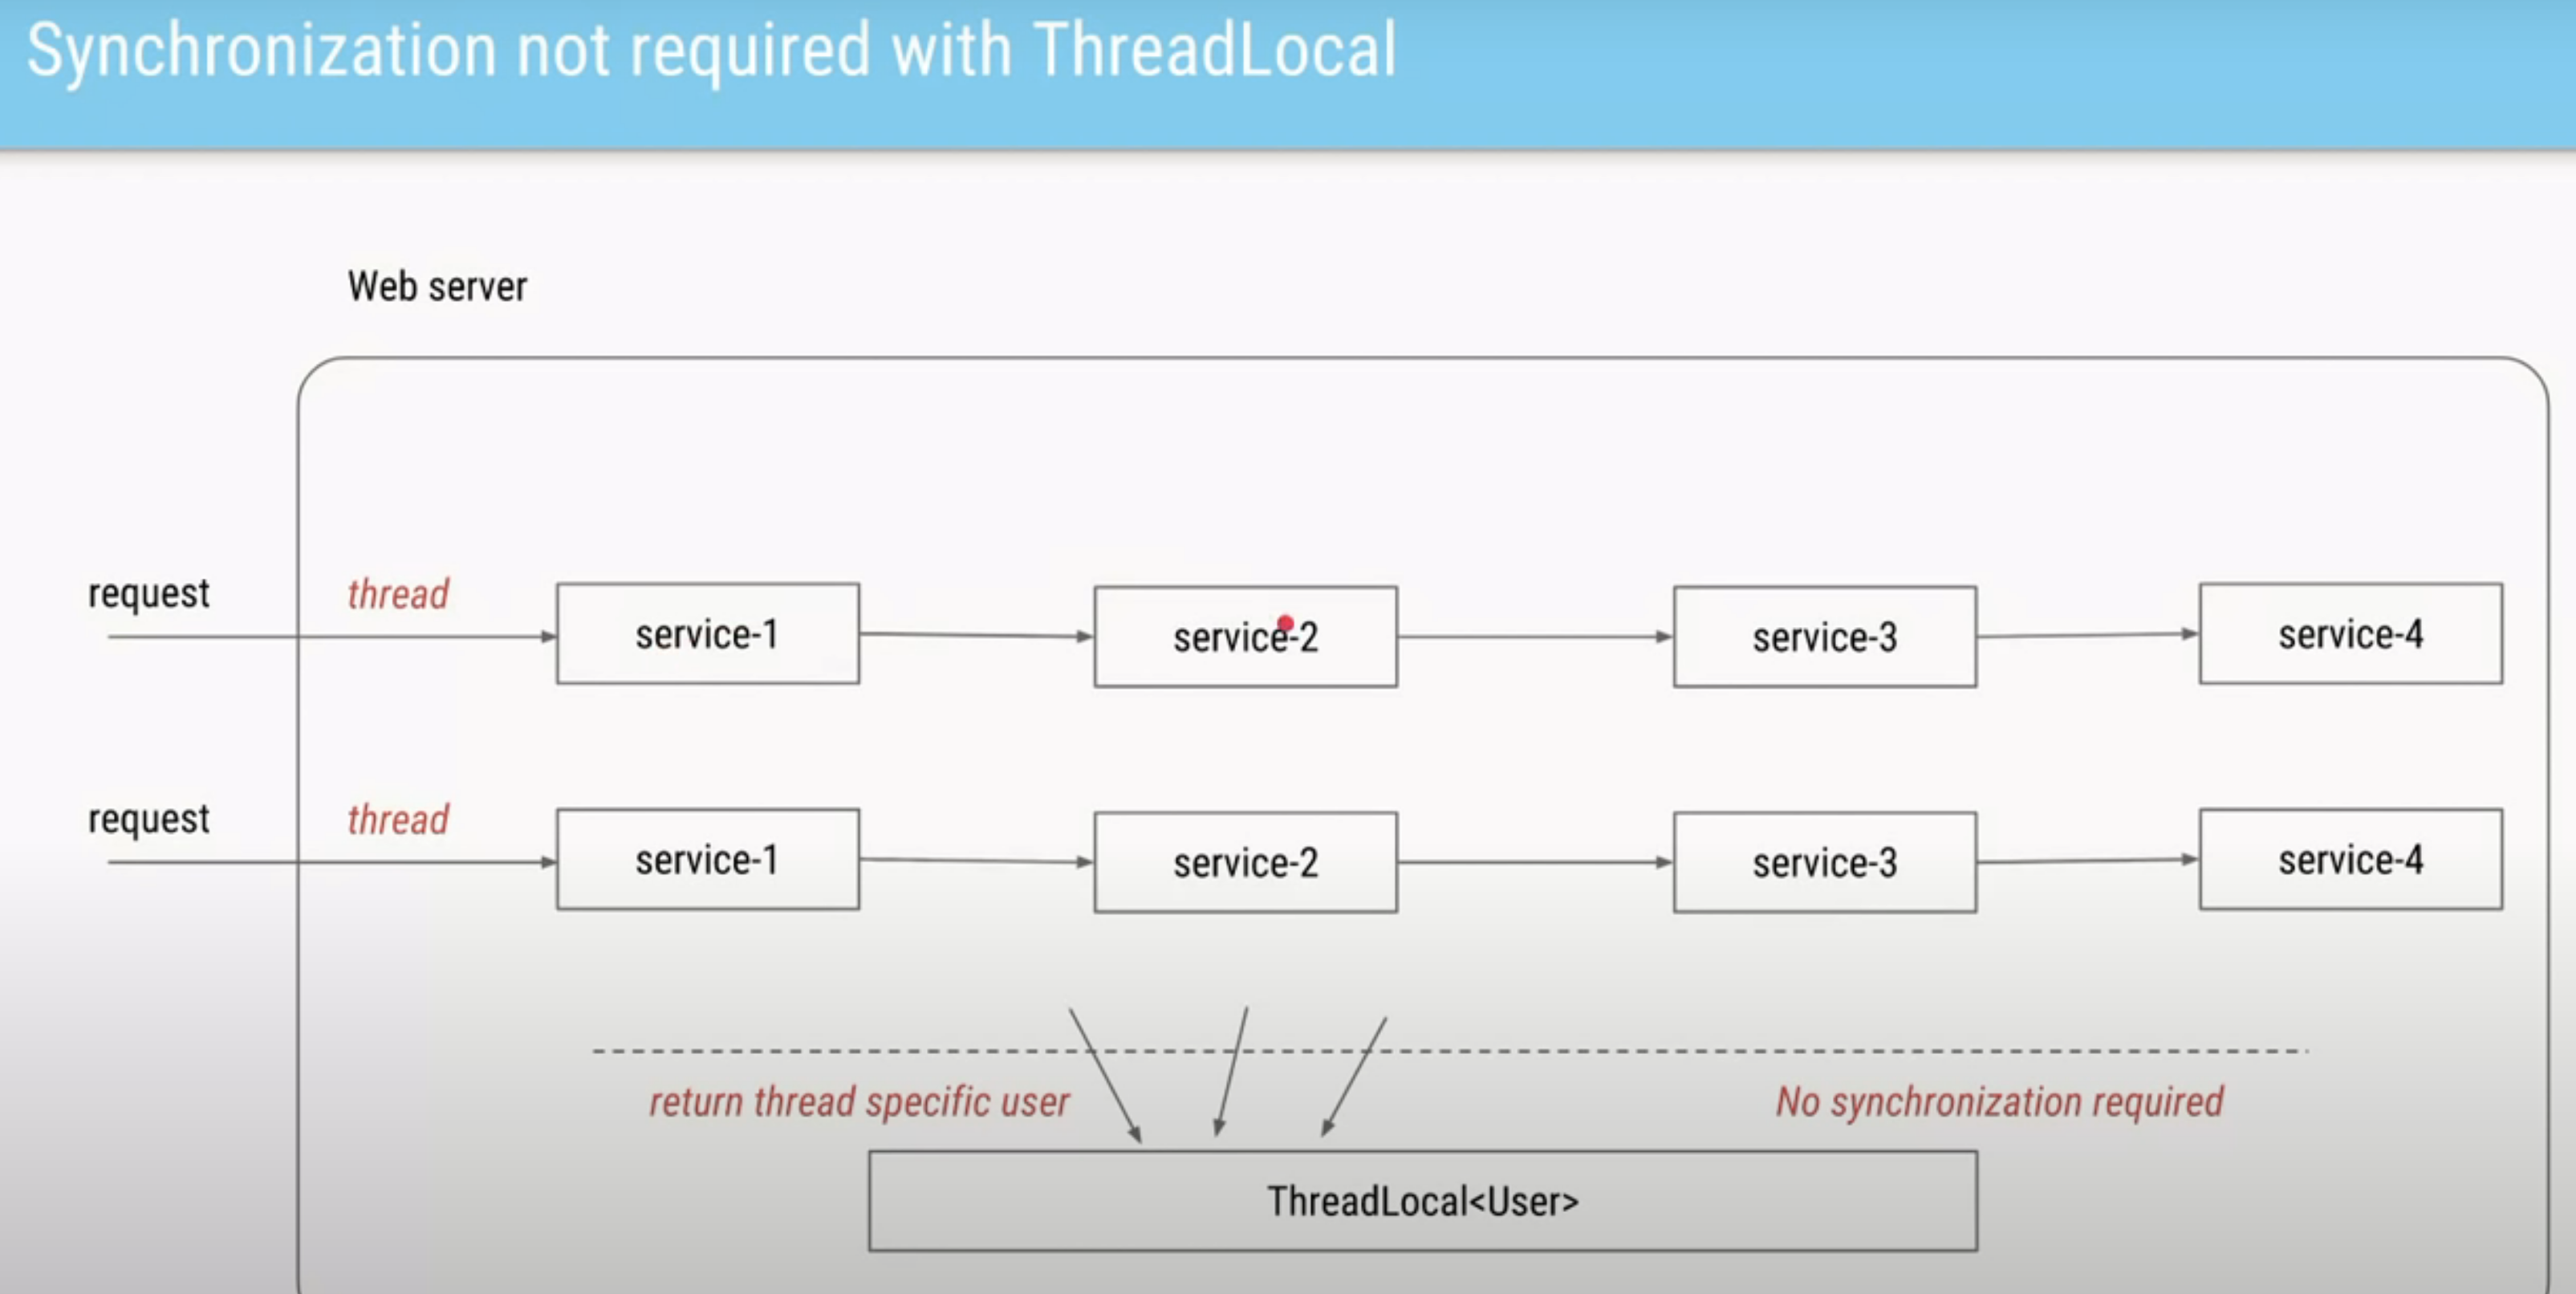 Synchronization not required with ThreadLocal
Web server
request
thread
service-1
service-2
service-3
service-4
request
thread
service-1
service-2
service-3
service-4
return thread specific user
No synchronization required
ThreadLocal<User>